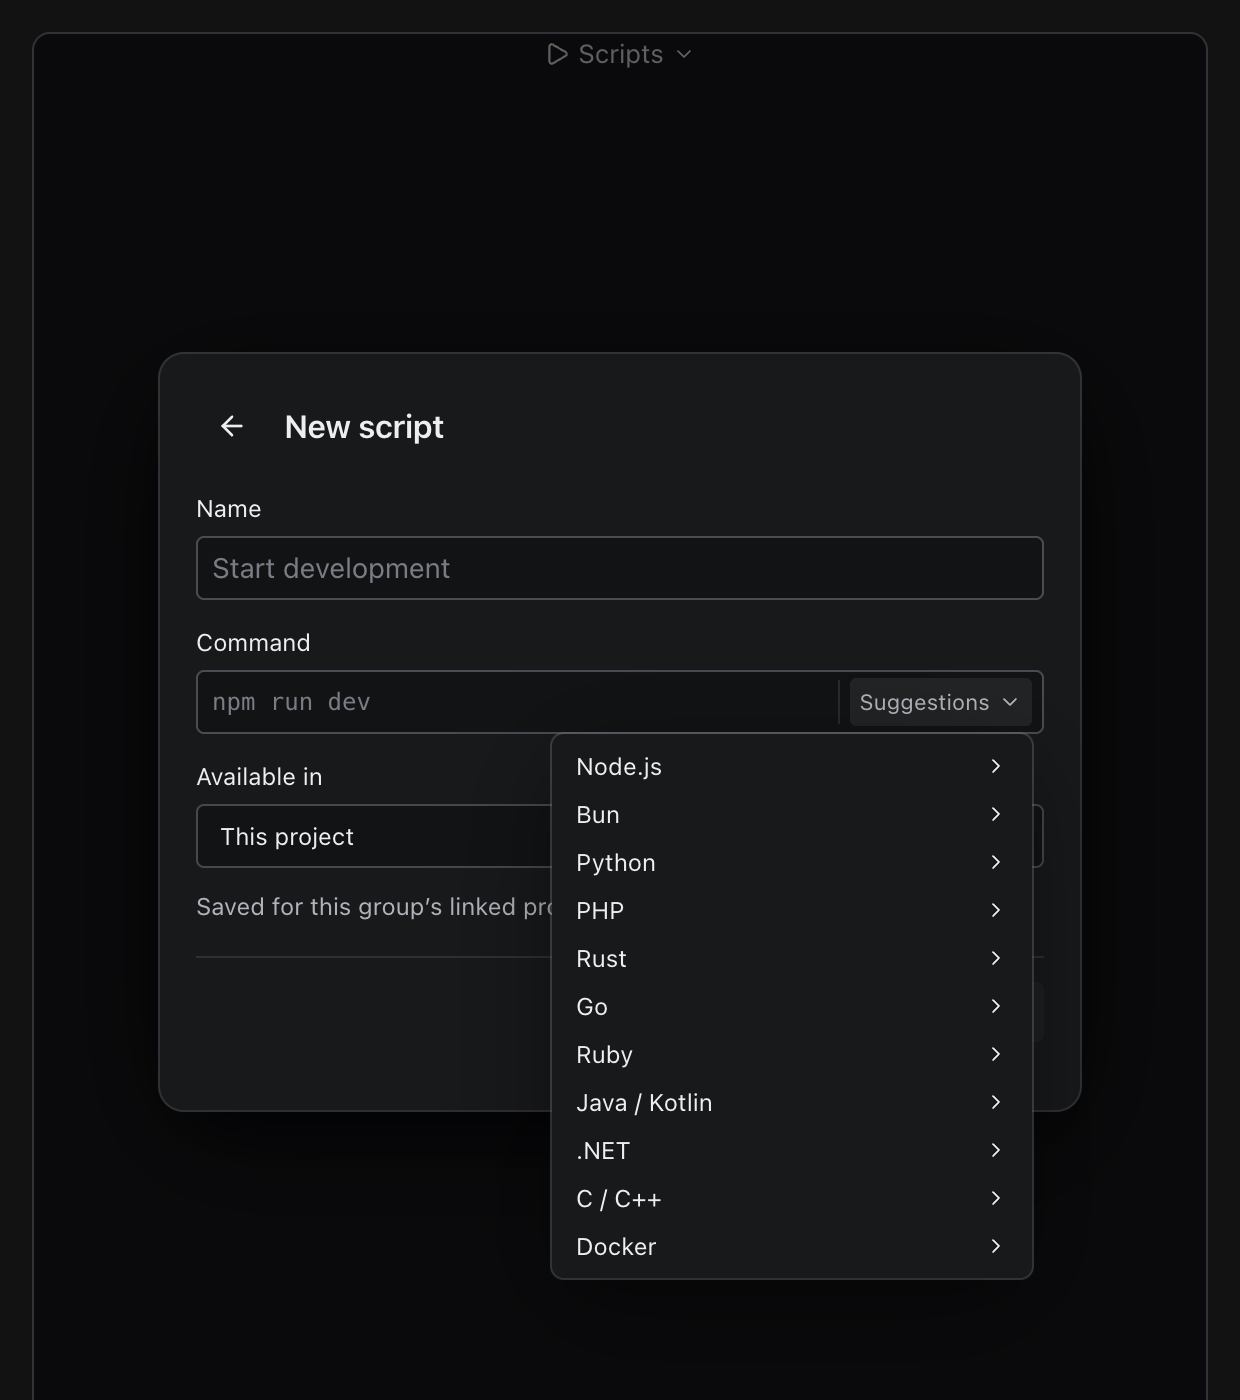 Scripts
New script
Name
Start development
Command
npm run dev
Suggestions
Node.js
Bun
Available in
Python
This project
PHP
Saved for this group’s linked
Rust
Go
Ruby
Java / Kotlin
.NET
C / C++
Docker